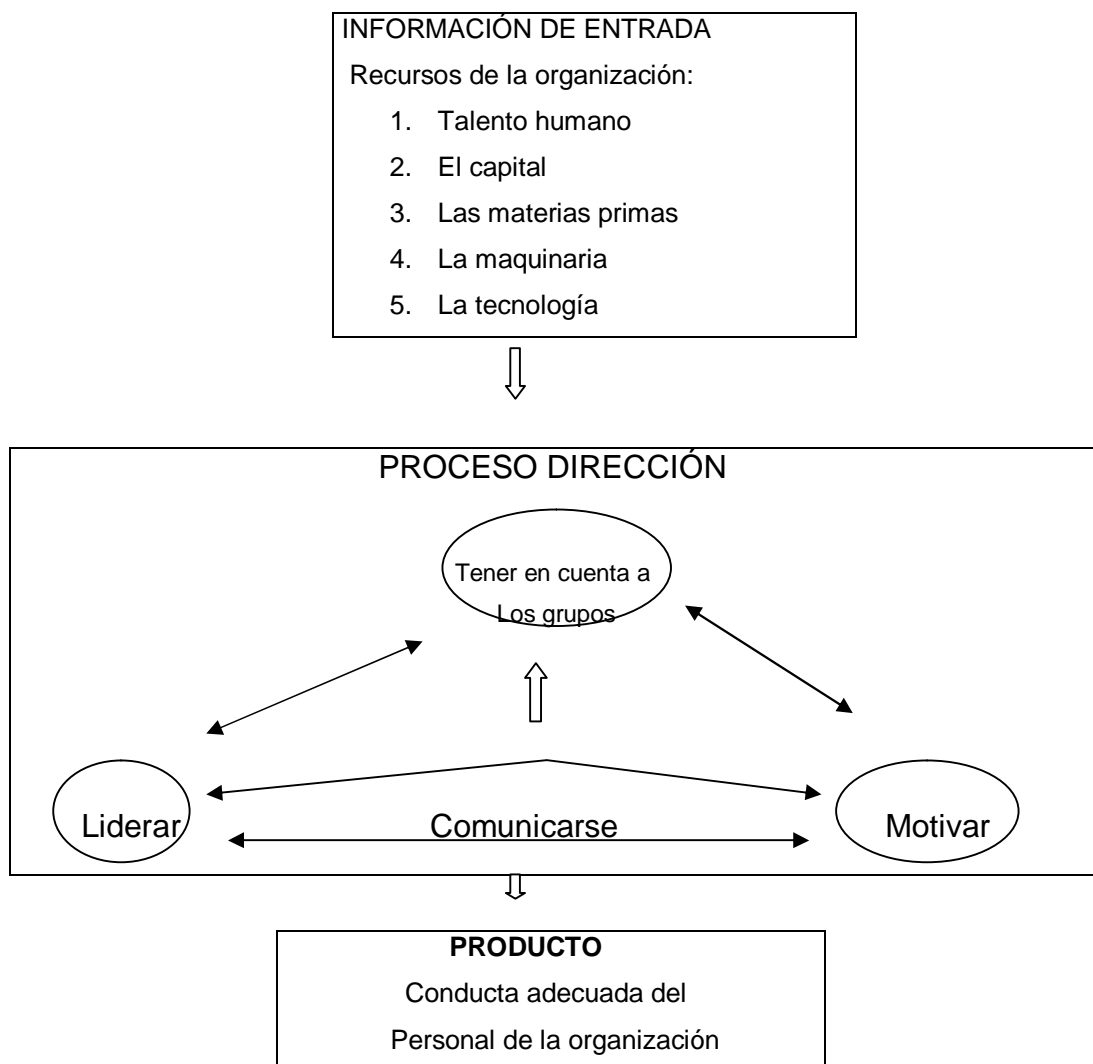 INFORMACIÓN DE ENTRADA
Recursos de la organización:
1. Talento humano
2. El capital
3. Las materias primas
4. La maquinaria
5. La tecnología
PROCESO DIRECCIÓN
Tener en cuenta a
Los grupos
Liderar
Comunicarse
Motivar
PRODUCTO
Conducta adecuada del
Personal de la organización